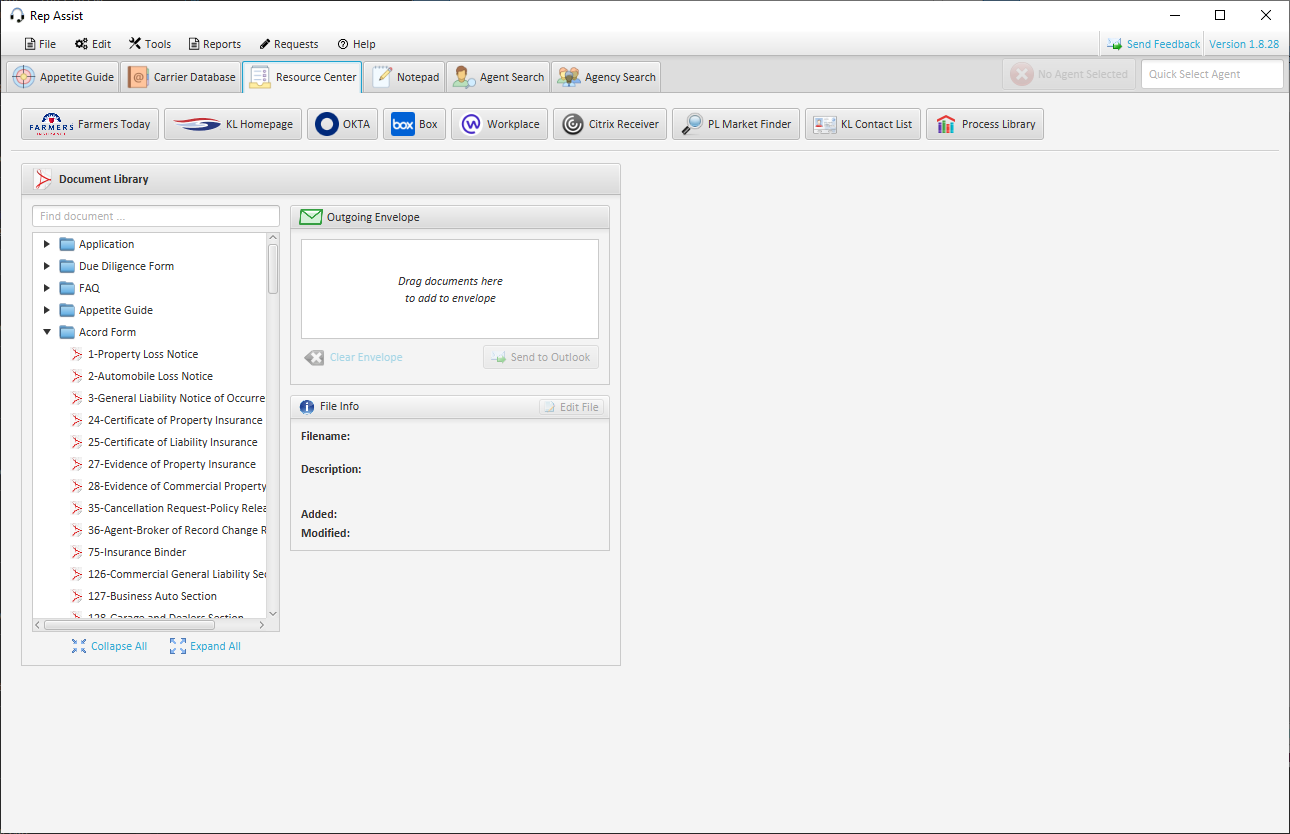 Rep Assist
File Edit Tools Reports Requests Help Send Feedback Version 1.8.28
Appetite Guide Carrier Database Resource Center Notepad Agent Search Agency Search No Agent Selected Quick Select Agent
FARMERS INSURANCE Farmers Today KL Homepage OKTA box Box Workplace Citrix Receiver PL Market Finder KL Contact List Process Library
Document Library
Find document ...
Application
Due Diligence Form
FAQ
Appetite Guide
Acord Form
1-Property Loss Notice
2-Automobile Loss Notice
3-General Liability Notice of Occurre
24-Certificate of Property Insurance
25-Certificate of Liability Insurance
27-Evidence of Property Insurance
28-Evidence of Commercial Property
35-Cancellation Request-Policy Relea
36-Agent-Broker of Record Change R
75-Insurance Binder
126-Commercial General Liability Sec
127-Business Auto Section
128-Garage and Dealers Section
Collapse All Expand All
Outgoing Envelope
Drag documents here
to add to envelope
Clear Envelope Send to Outlook
File Info Edit File
Filename:
Description:
Added:
Modified: